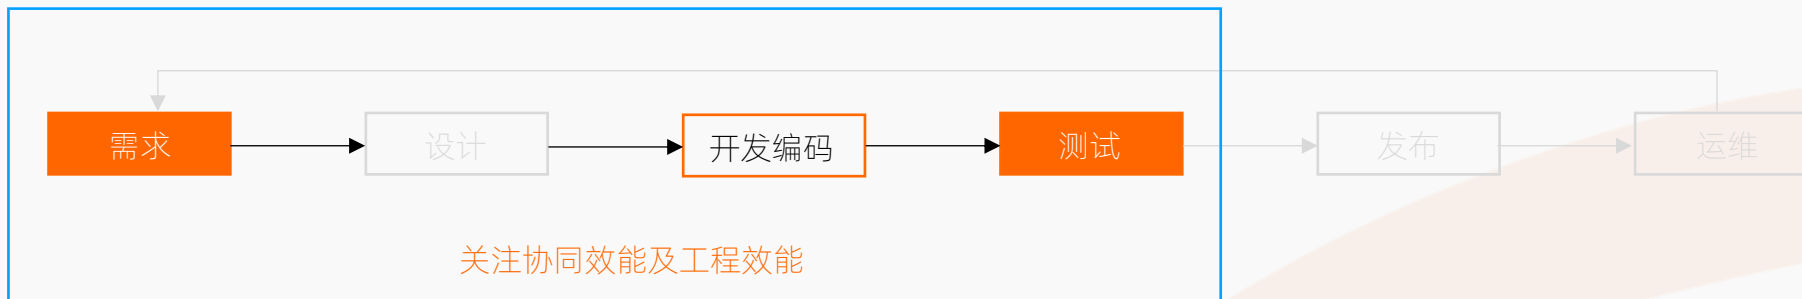 需求
设计
开发编码
测试
发布
运维
关注协同效能及工程效能